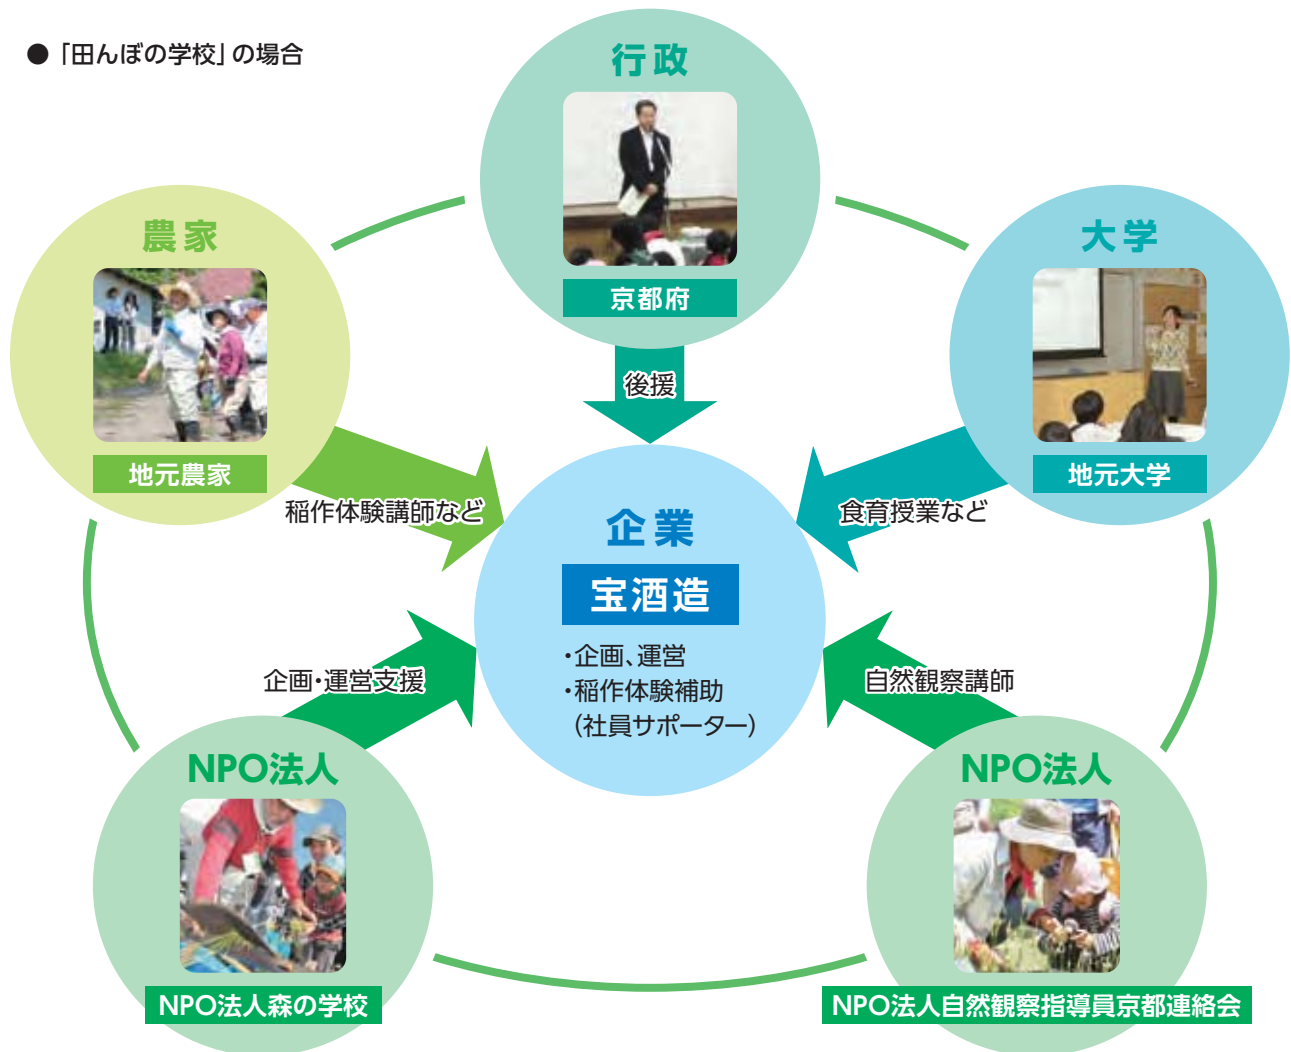 ● 「田んぼの学校」の場合
行政
京都府
後援
農家
地元農家
稲作体験講師など
大学
地元大学
食育授業など
企業
宝酒造
・企画、運営
・稲作体験補助
（社員サポーター）
企画・運営支援
NPO法人
NPO法人森の学校
自然観察講師
NPO法人
NPO法人自然観察指導員京都連絡会